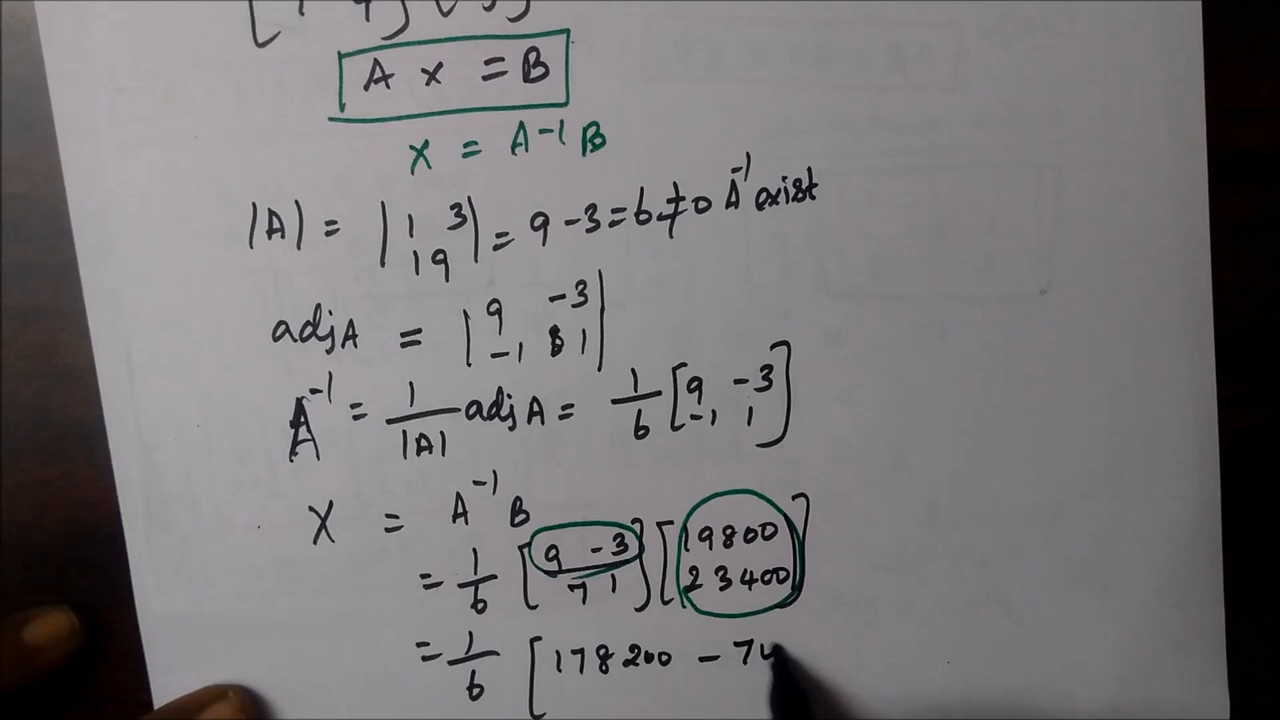 A x = B
X = A⁻¹ B
|A| = | 1 3 | = 9 - 3 = 6 ≠ 0 A⁻¹ exist
1 9
adj A = | 9 -3 |
-1 1
A⁻¹ = 1/|A| adj A = 1/6 [ 9 -3 ]
-1 1
X = A⁻¹ B
= 1/6 [ 9 -3 ] [ 19800 ]
-1 1 23400
= 1/6 [ 178200 - 7